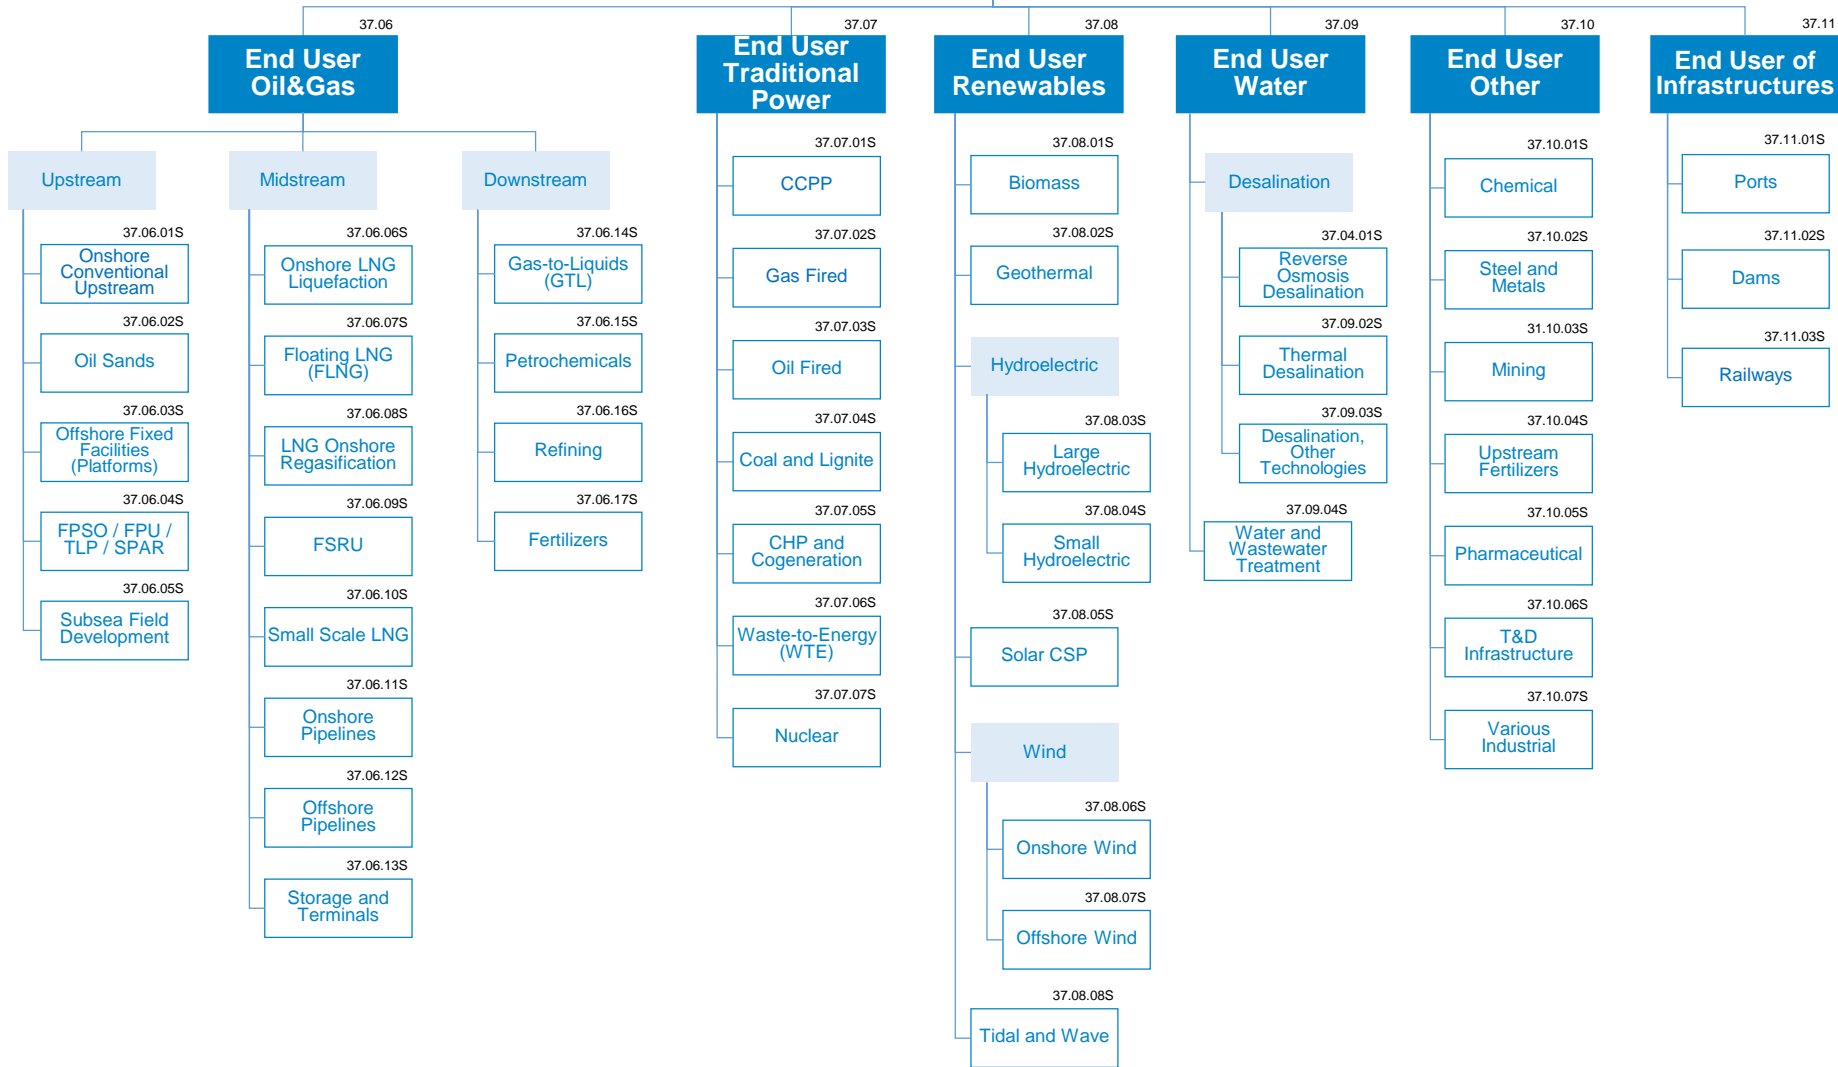 37.06
End User
Oil&Gas
Upstream
37.06.01S
Onshore
Conventional
Upstream
37.06.02S
Oil Sands
37.06.03S
Offshore Fixed
Facilities
(Platforms)
37.06.04S
FPSO / FPU /
TLP / SPAR
37.06.05S
Subsea Field
Development
Midstream
37.06.06S
Onshore LNG
Liquefaction
37.06.07S
Floating LNG
(FLNG)
37.06.08S
LNG Onshore
Regasification
37.06.09S
FSRU
37.06.10S
Small Scale LNG
37.06.11S
Onshore
Pipelines
37.06.12S
Offshore
Pipelines
37.06.13S
Storage and
Terminals
Downstream
37.06.14S
Gas-to-Liquids
(GTL)
37.06.15S
Petrochemicals
37.06.16S
Refining
37.06.17S
Fertilizers
37.07
End User
Traditional
Power
37.07.01S
CCPP
37.07.02S
Gas Fired
37.07.03S
Oil Fired
37.07.04S
Coal and Lignite
37.07.05S
CHP and
Cogeneration
37.07.06S
Waste-to-Energy
(WTE)
37.07.07S
Nuclear
37.08
End User
Renewables
37.08.01S
Biomass
37.08.02S
Geothermal
Hydroelectric
37.08.03S
Large
Hydroelectric
37.08.04S
Small
Hydroelectric
37.08.05S
Solar CSP
Wind
37.08.06S
Onshore Wind
37.08.07S
Offshore Wind
37.08.08S
Tidal and Wave
37.09
End User
Water
Desalination
37.04.01S
Reverse
Osmosis
Desalination
37.09.02S
Thermal
Desalination
37.09.03S
Desalination,
Other
Technologies
37.09.04S
Water and
Wastewater
Treatment
37.10
End User
Other
37.10.01S
Chemical
37.10.02S
Steel and
Metals
31.10.03S
Mining
37.10.04S
Upstream
Fertilizers
37.10.05S
Pharmaceutical
37.10.06S
T&D
Infrastructure
37.10.07S
Various
Industrial
37.11
End User of
Infrastructures
37.11.01S
Ports
37.11.02S
Dams
37.11.03S
Railways